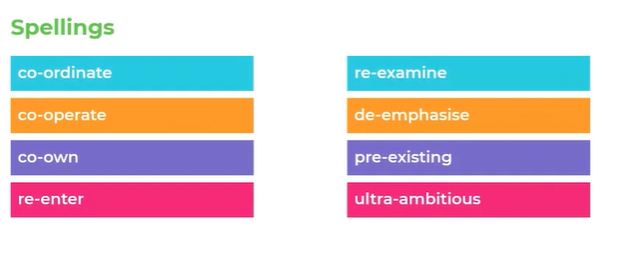 Spellings
co-ordinate
co-operate
co-own
re-enter
re-examine
de-emphasise
pre-existing
ultra-ambitious